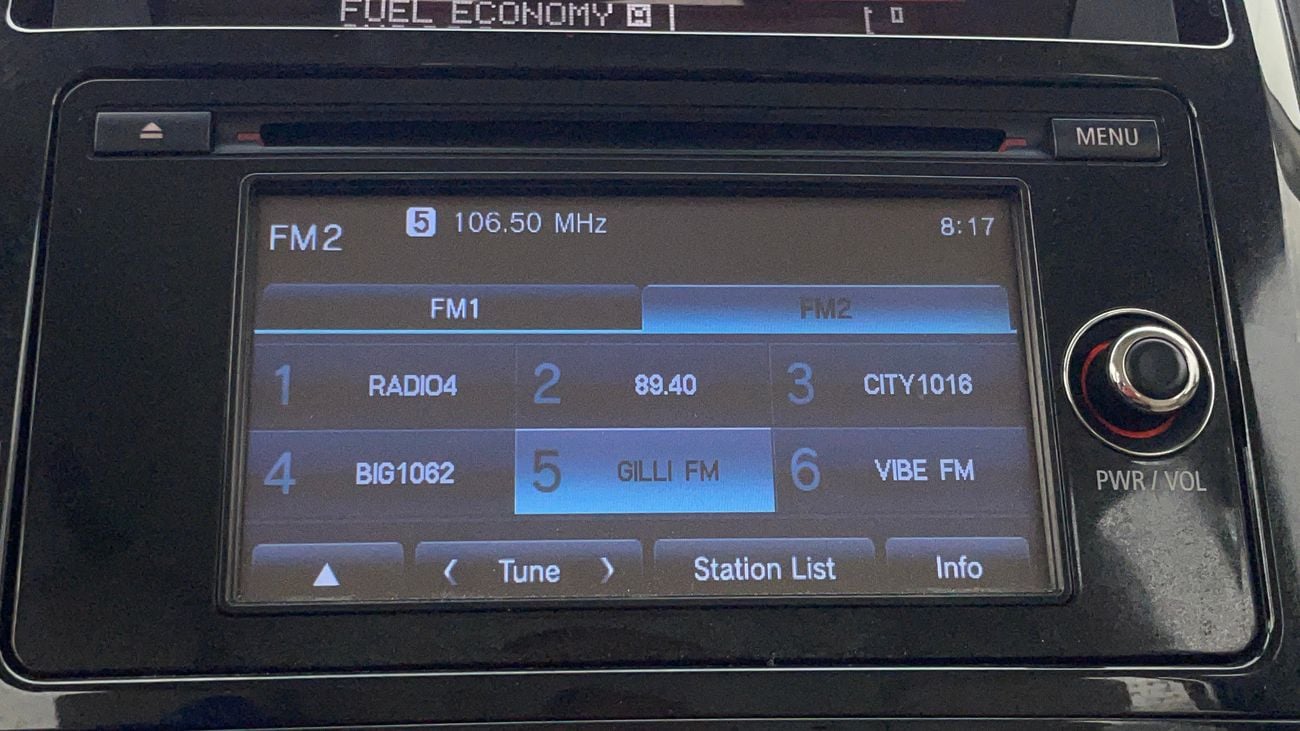 FUEL ECONOMY
MENU
FM2 5 106.50 MHz 8:17
FM1 FM2
1 RADIO4 2 89.40 3 CITY1016
4 BIG1062 5 GILLI FM 6 VIBE FM
PWR / VOL
Tune Station List Info